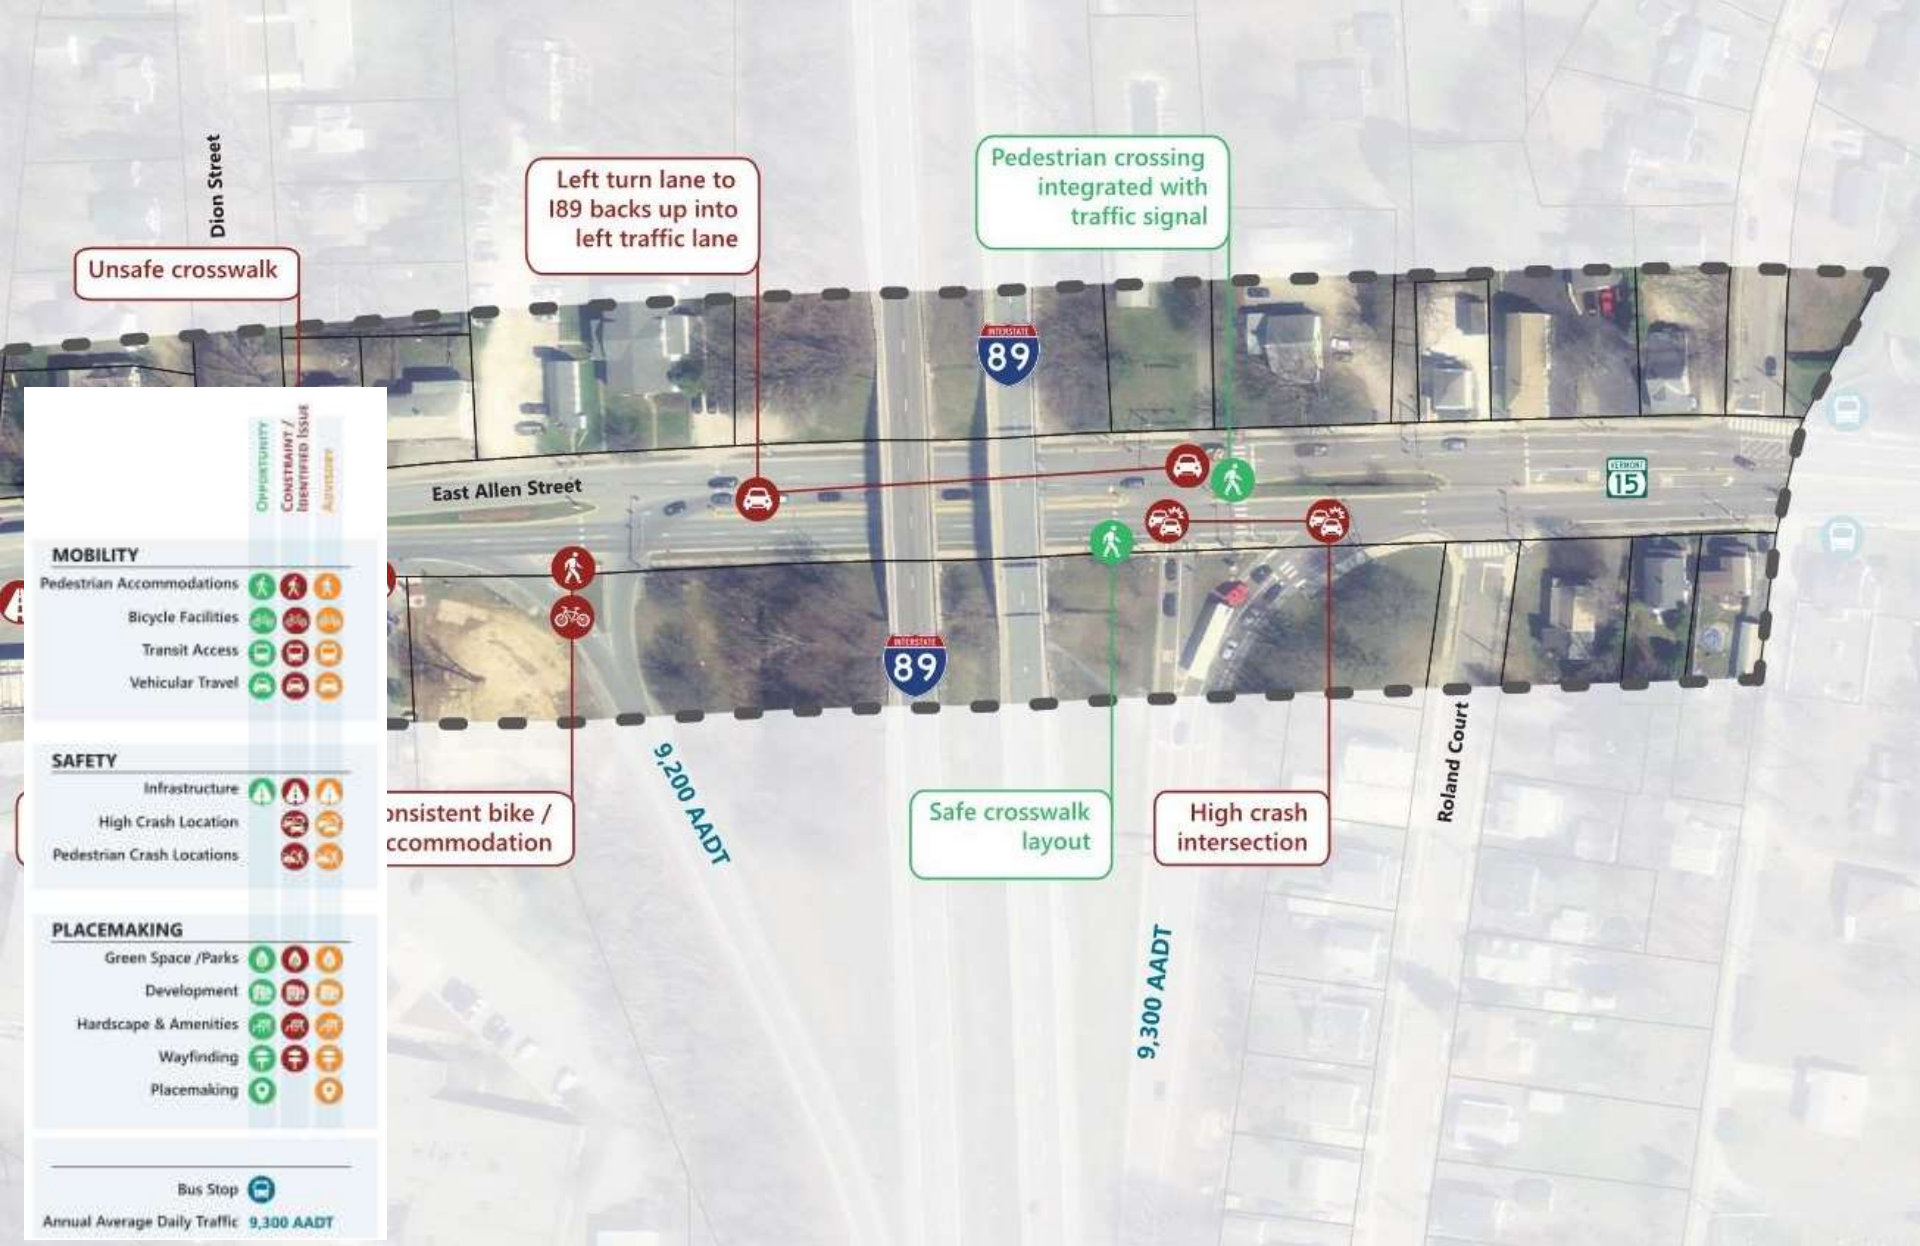 Dion Street
Unsafe crosswalk
Left turn lane to
I89 backs up into
left traffic lane
Pedestrian crossing
integrated with
traffic signal
INTERSTATE
89
East Allen Street
VERMONT
15
INTERSTATE
89
onsistent bike /
ccommodation
9,200 AADT
Safe crosswalk
layout
High crash
intersection
Roland Court
9,300 AADT
OPPORTUNITY
CONSTRAINT /
IDENTIFIED ISSUE
ADVISORY
MOBILITY
Pedestrian Accommodations
Bicycle Facilities
Transit Access
Vehicular Travel
SAFETY
Infrastructure
High Crash Location
Pedestrian Crash Locations
PLACEMAKING
Green Space /Parks
Development
Hardscape & Amenities
Wayfinding
Placemaking
Bus Stop
Annual Average Daily Traffic 9,300 AADT